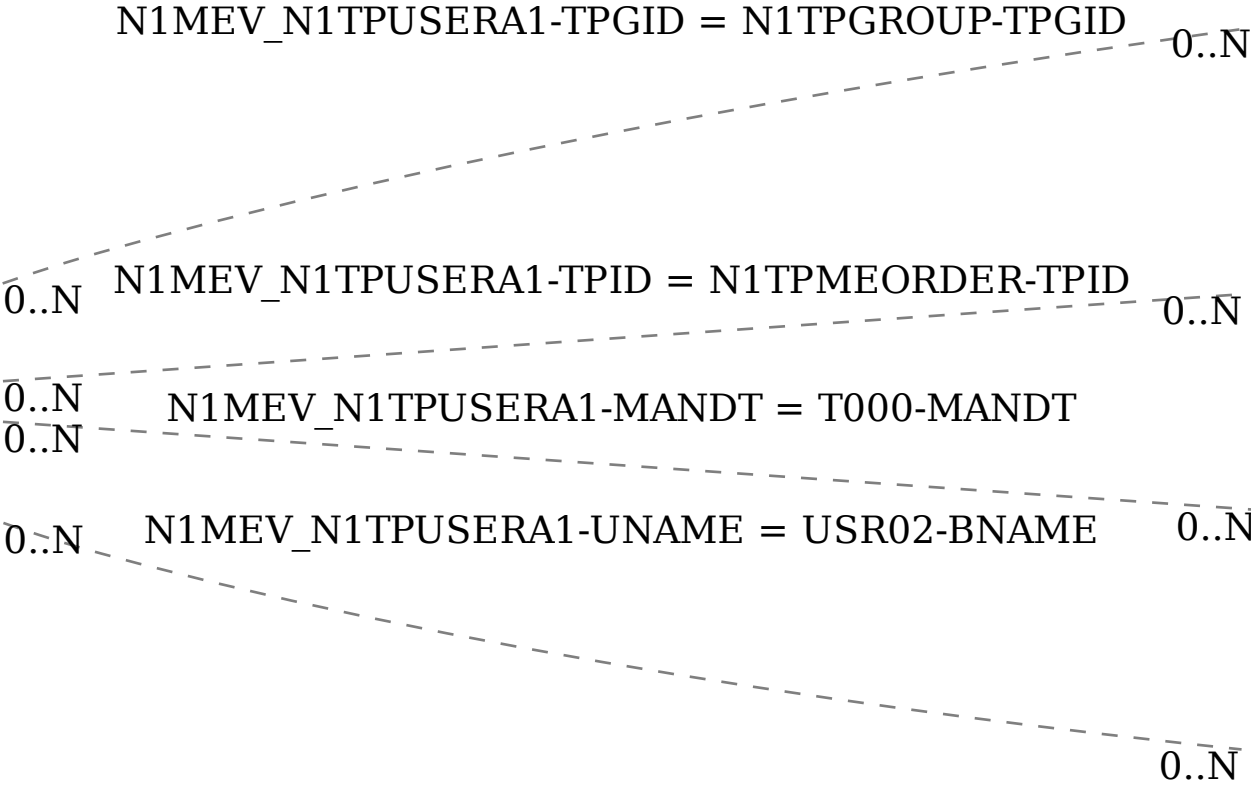 N1MEV_N1TPUSERA1-TPGID = N1TPGROUP-TPGID
0..N
N1MEV_N1TPUSERA1-TPID = N1TPMEORDER-TPID
0..N
0..N
0..N
N1MEV_N1TPUSERA1-MANDT = T000-MANDT
0..N
N1MEV_N1TPUSERA1-UNAME = USR02-BNAME
0..N
0..N
0..N